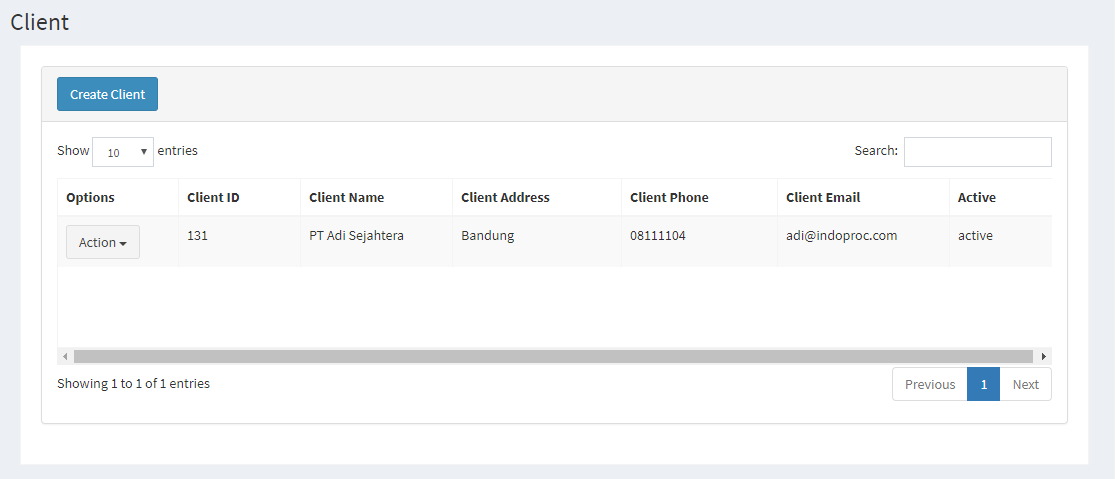 Client
Create Client
Show 10 entries Search:
Options Client ID Client Name Client Address Client Phone Client Email Active
Action 131 PT Adi Sejahtera Bandung 08111104 adi@indoproc.com active
Showing 1 to 1 of 1 entries Previous 1 Next